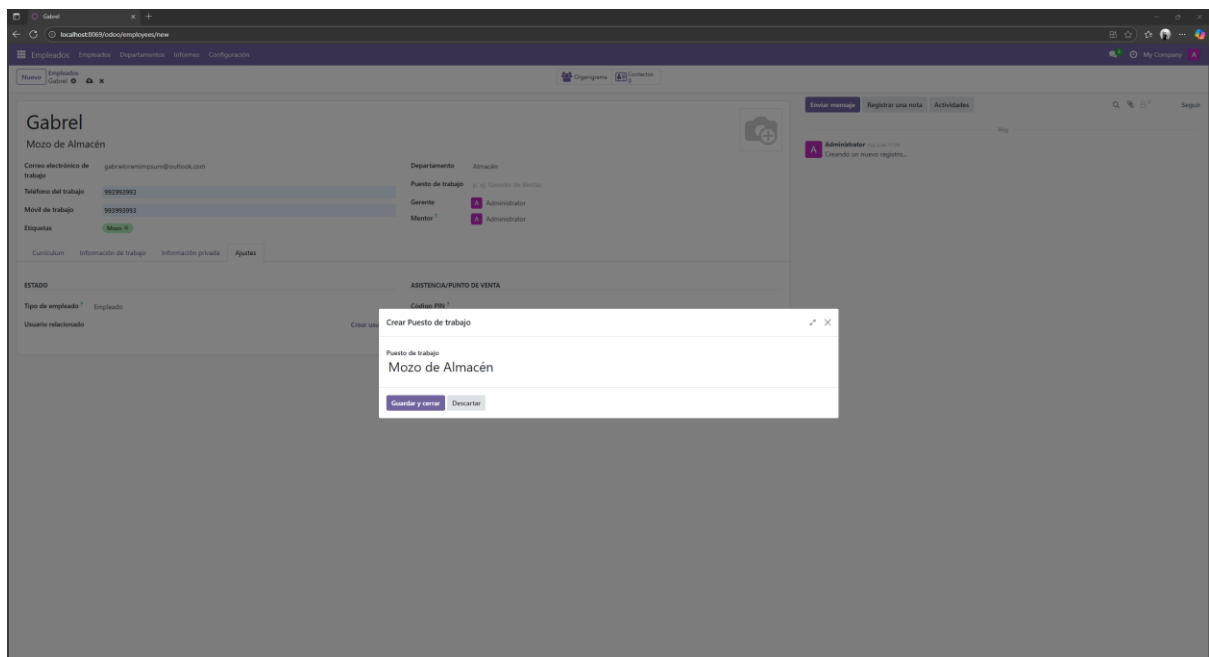 Gabrel
localhost:8069/odoo/employees/new
Empleados Empleados Departamentos Informes Configuración
My Company A
Nuevo Empleados
Gabrel
Organigrama Contactos
0
Enviar mensaje Registrar una nota Actividades
Seguir
Gabrel
Mozo de Almacén
Hoy
A Administrator
Creando un nuevo registro...
Correo electrónico de trabajo
Teléfono del trabajo 993993993
Móvil de trabajo 993993993
Etiquetas Mozo
Departamento Almacén
Puesto de trabajo p. ej. Gerente de Ventas
Gerente A Administrator
Mentor ? A Administrator
Currículum Información de trabajo Información privada Ajustes
ESTADO
Tipo de empleado ? Empleado
Usuario relacionado Crear usu
ASISTENCIA/PUNTO DE VENTA
Código PIN ?
Crear Puesto de trabajo
Puesto de trabajo
Mozo de Almacén
Guardar y cerrar Descartar